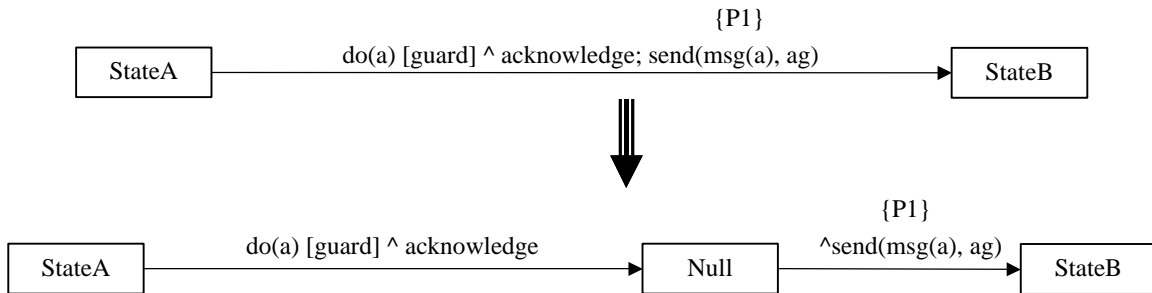 {P1}
do(a) [guard] ^ acknowledge; send(msg(a), ag)
StateA
StateB
{P1}
do(a) [guard] ^ acknowledge
^send(msg(a), ag)
StateA
Null
StateB